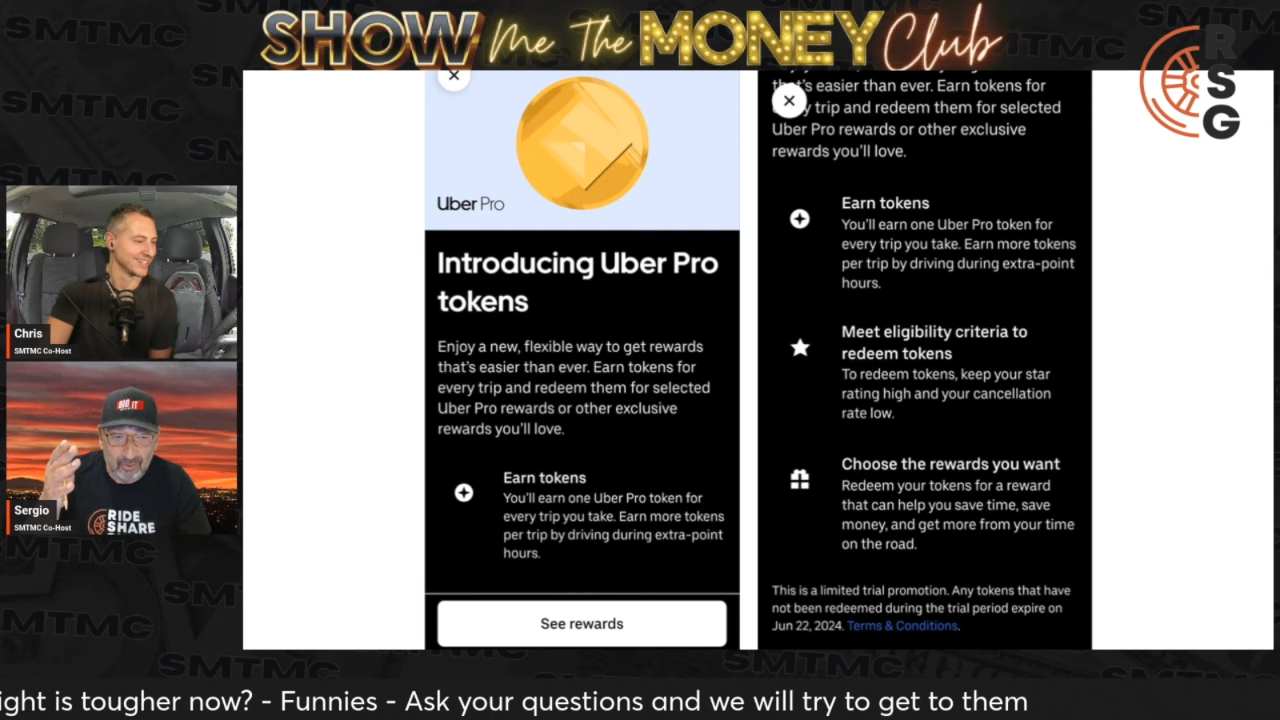 SHOW Me The MONEY Club
RSG
Chris
SMTMC Co-Host
Sergio
SMTMC Co-Host
RIDE
SHARE
Uber Pro
Introducing Uber Pro
tokens
Enjoy a new, flexible way to get rewards
that's easier than ever. Earn tokens for
every trip and redeem them for selected
Uber Pro rewards or other exclusive
rewards you'll love.
Earn tokens
You'll earn one Uber Pro token for
every trip you take. Earn more tokens
per trip by driving during extra-point
hours.
See rewards
that's easier than ever. Earn tokens for
trip and redeem them for selected
Uber Pro rewards or other exclusive
rewards you'll love.
Earn tokens
You'll earn one Uber Pro token for
every trip you take. Earn more tokens
per trip by driving during extra-point
hours.
Meet eligibility criteria to
redeem tokens
To redeem tokens, keep your star
rating high and your cancellation
rate low.
Choose the rewards you want
Redeem your tokens for a reward
that can help you save time, save
money, and get more from your time
on the road.
This is a limited trial promotion. Any tokens that have
not been redeemed during the trial period expire on
Jun 22, 2024. Terms & Conditions.
ight is tougher now? - Funnies - Ask your questions and we will try to get to them
SMTMC
SMTMC
SMTMC
SMTMC
SMTMC
SMTMC